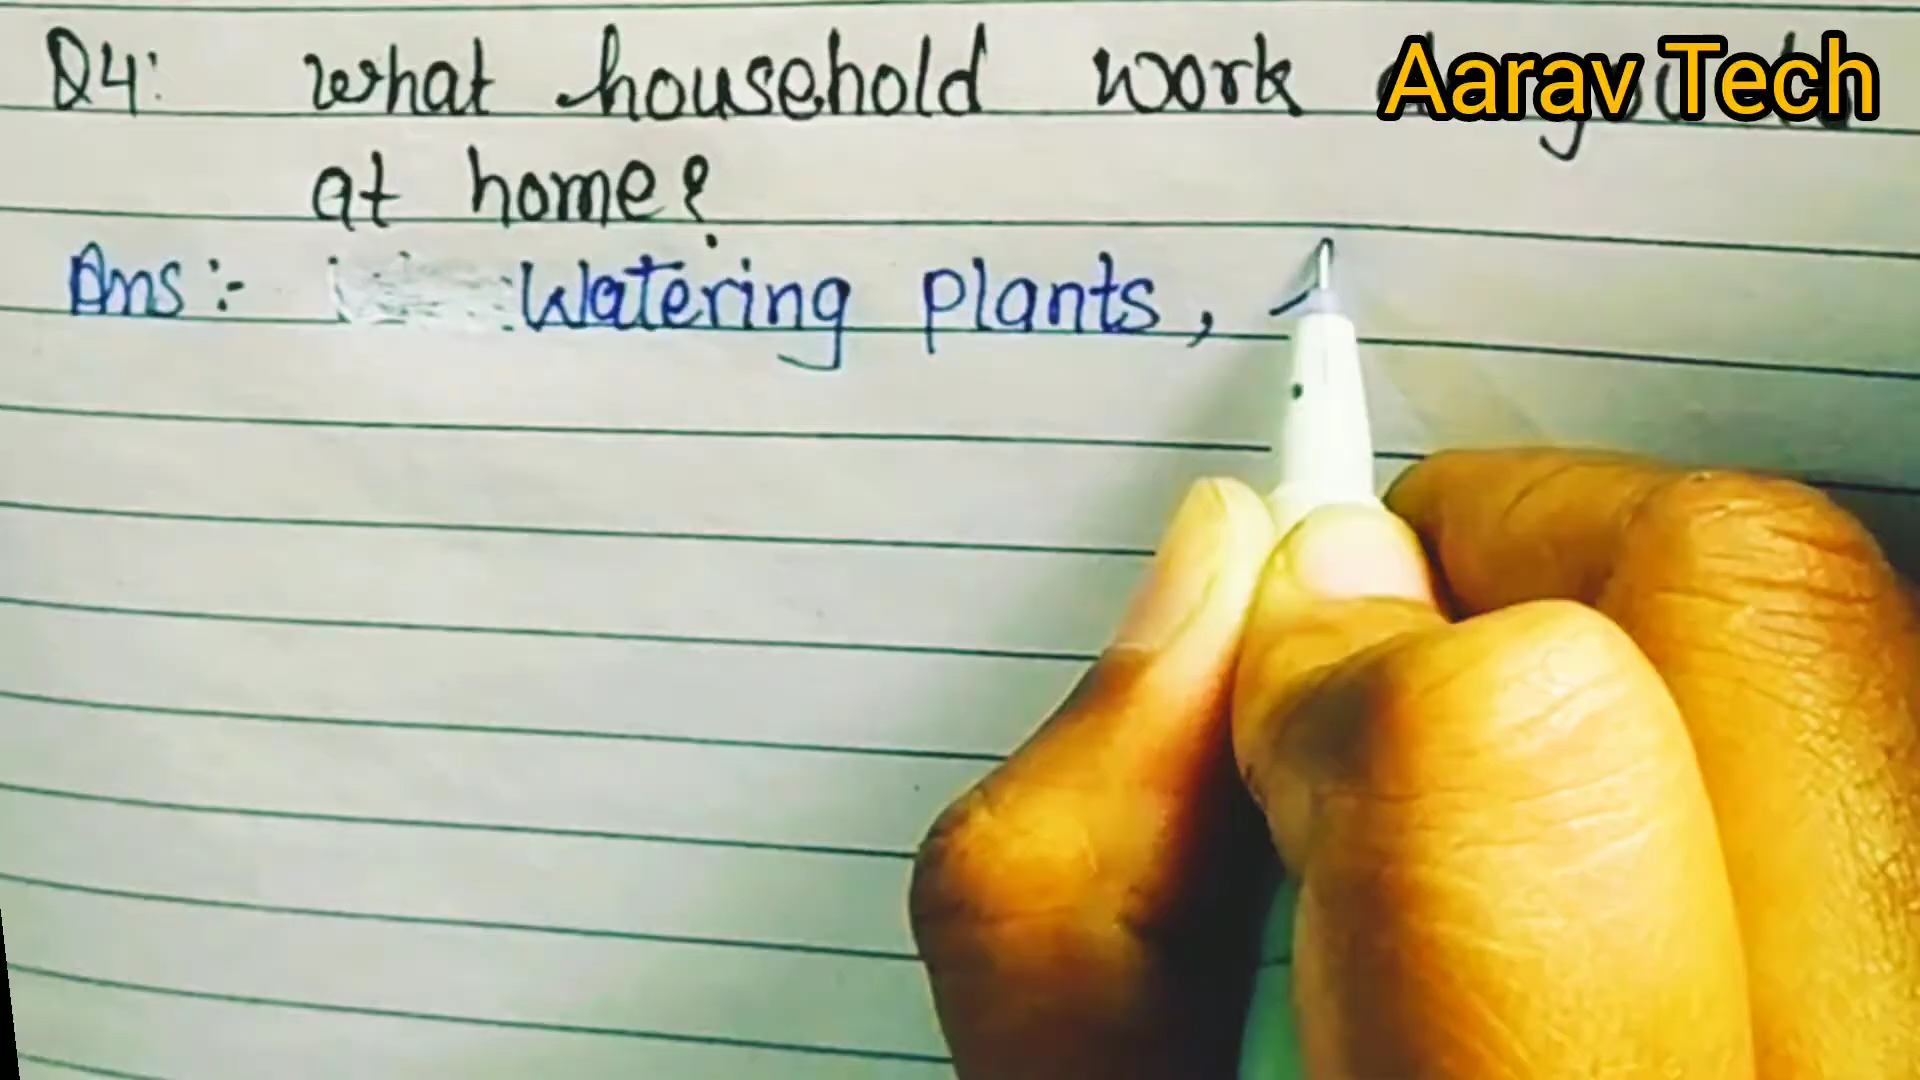 Q4: What household work
Aarav Tech
at home?
Ans:- Watering plants,